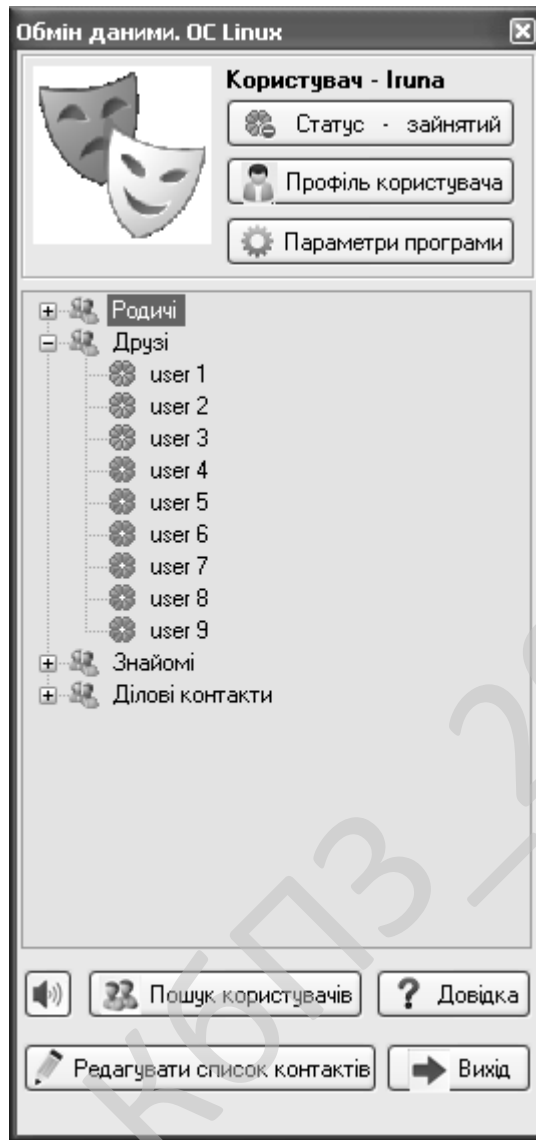 Обмін даними. ОС Linux
Користувач - Iruna
Статус - зайнятий
Профіль користувача
Параметри програми
Родичі
Друзі
user 1
user 2
user 3
user 4
user 5
user 6
user 7
user 8
user 9
Знайомі
Ділові контакти
Пошук користувачів
Довідка
Редагувати список контактів
Вихід